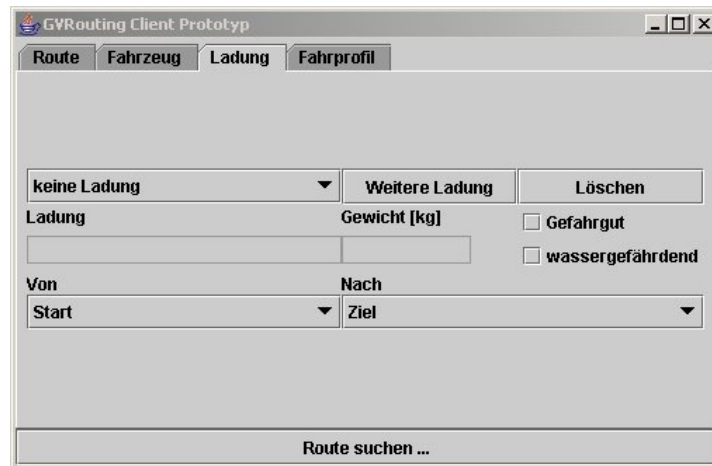 GVRouting Client Prototyp
Route Fahrzeug Ladung Fahrprofil
keine Ladung Weitere Ladung Löschen
Ladung Gewicht [kg] Gefahrgut
wassergefährdend
Von Nach
Start Ziel
Route suchen ...